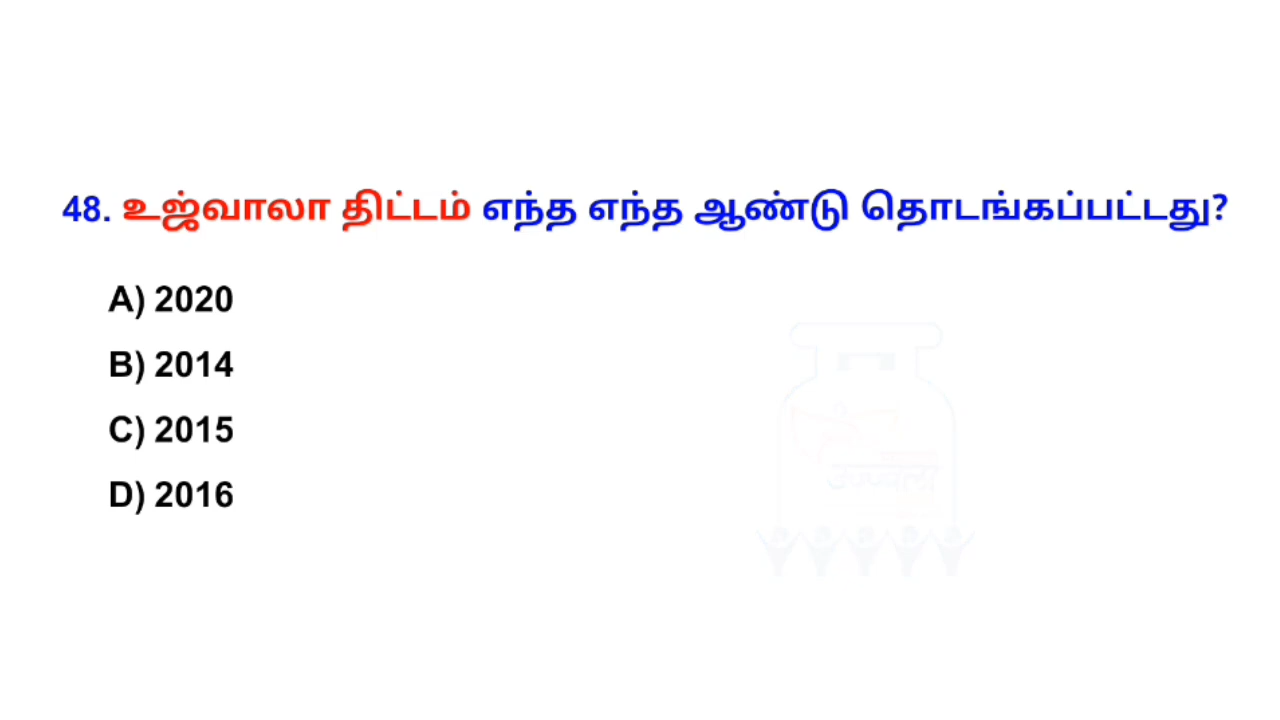 48. உஜ்வாலா திட்டம் எந்த எந்த ஆண்டு தொடங்கப்பட்டது?
A) 2020
B) 2014
C) 2015
D) 2016